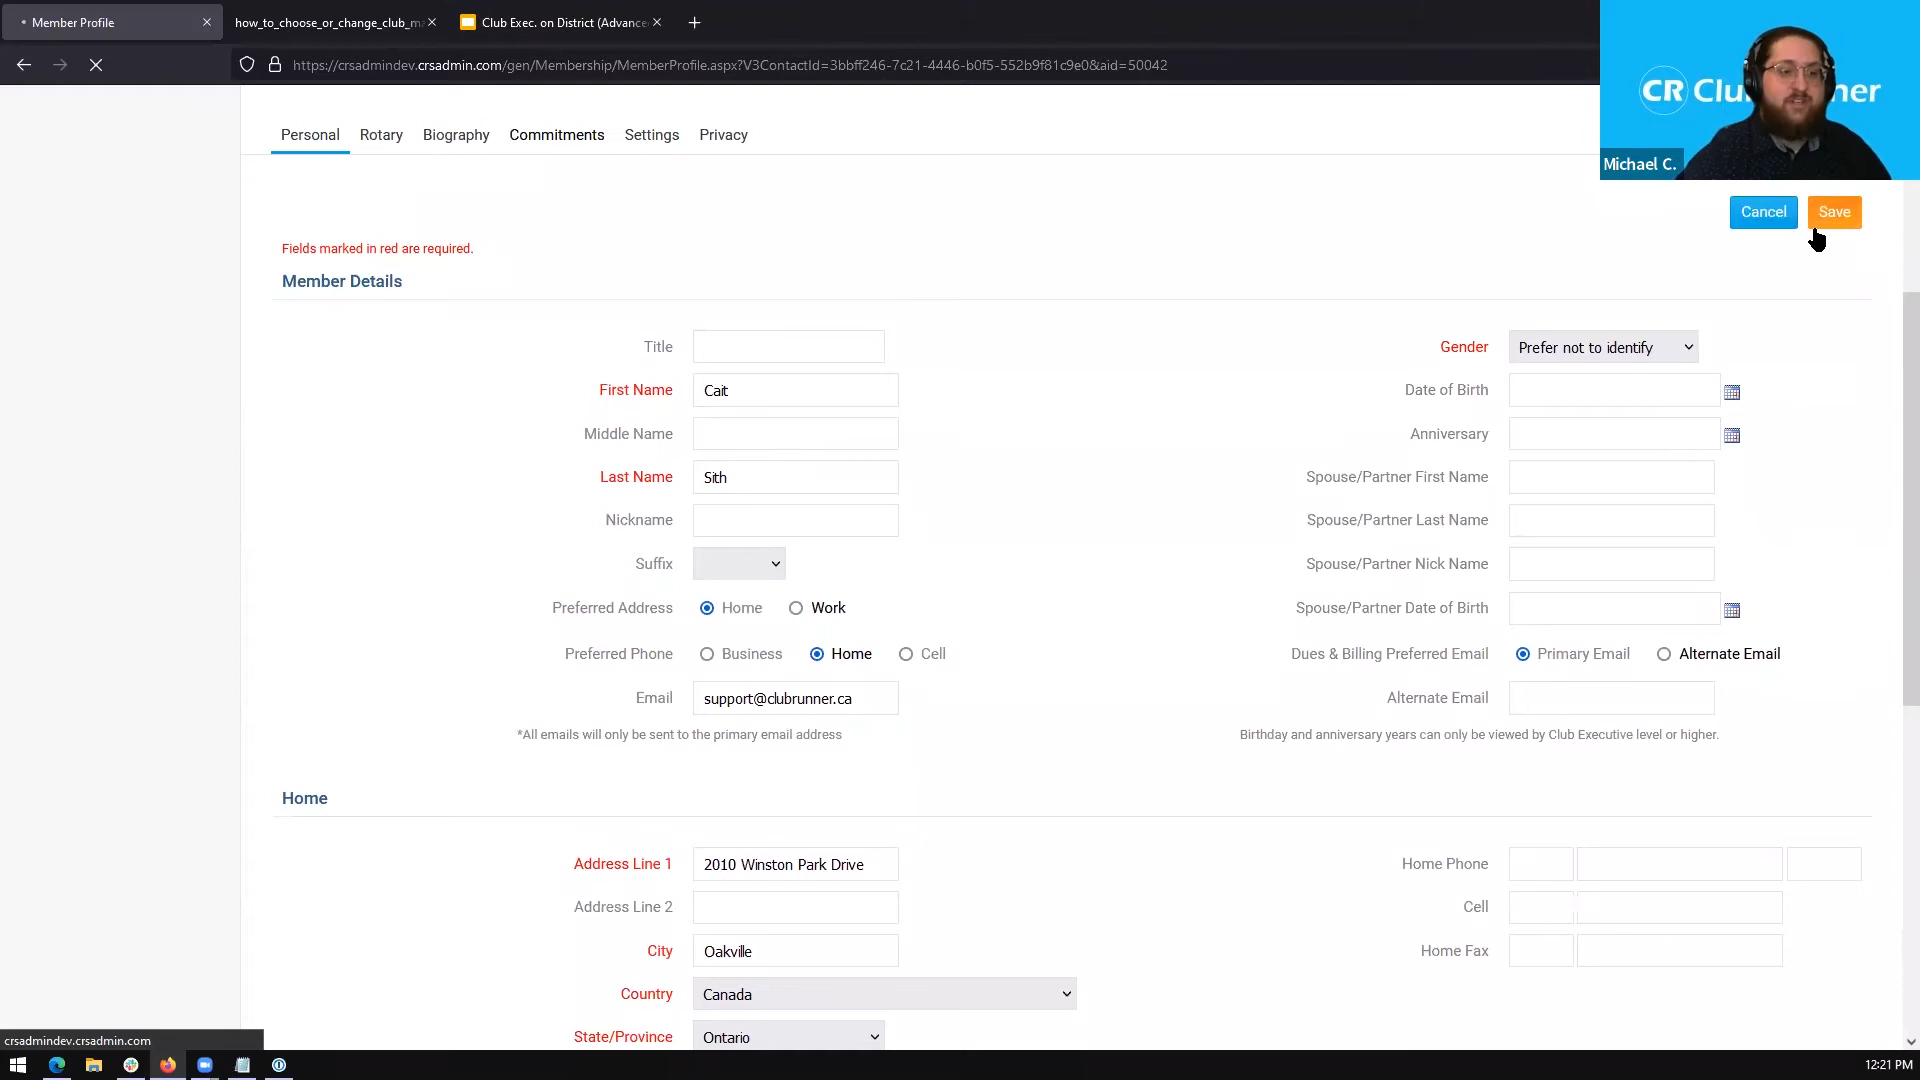 Member Profile
how_to_choose_or_change_club_m
Club Exec. on District (Advance
https://crsadmindev.crsadmin.com/gen/Membership/MemberProfile.aspx?V3ContactId=3bbff246-7c21-4446-b0f5-552b9f81c9e0&aid=50042
CR Clu ner
Michael C.
Personal Rotary Biography Commitments Settings Privacy
Cancel Save
Fields marked in red are required.
Member Details
Title
Gender Prefer not to identify
First Name Cait
Date of Birth
Middle Name
Anniversary
Last Name Sith
Spouse/Partner First Name
Nickname
Spouse/Partner Last Name
Suffix
Spouse/Partner Nick Name
Preferred Address Home Work
Spouse/Partner Date of Birth
Preferred Phone Business Home Cell
Dues & Billing Preferred Email Primary Email Alternate Email
Email support@clubrunner.ca
Alternate Email
*All emails will only be sent to the primary email address
Birthday and anniversary years can only be viewed by Club Executive level or higher.
Home
Address Line 1 2010 Winston Park Drive
Home Phone
Address Line 2
Cell
City Oakville
Home Fax
Country Canada
State/Province Ontario
crsadmindev.crsadmin.com
12:21 PM